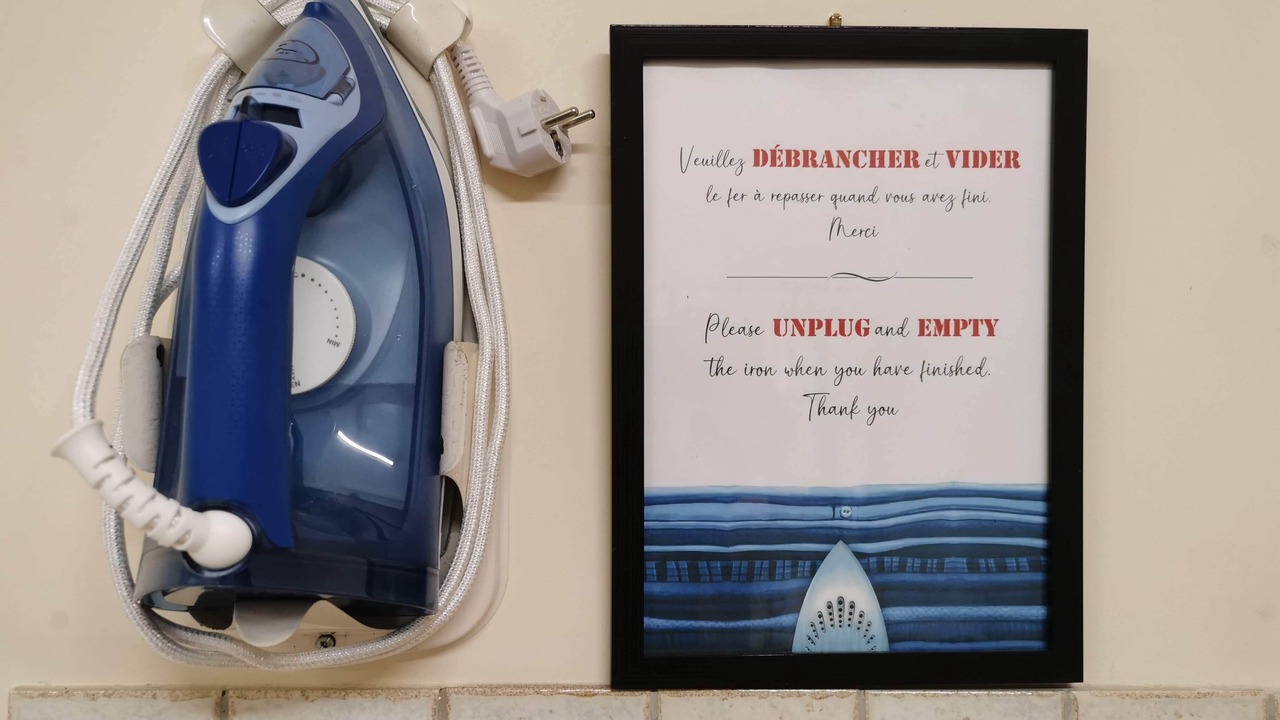 Veuillez DÉBRANCHER et VIDER
le fer à repasser quand vous avez fini.
Merci
Please UNPLUG and EMPTY
the iron when you have finished.
Thank you
MIN